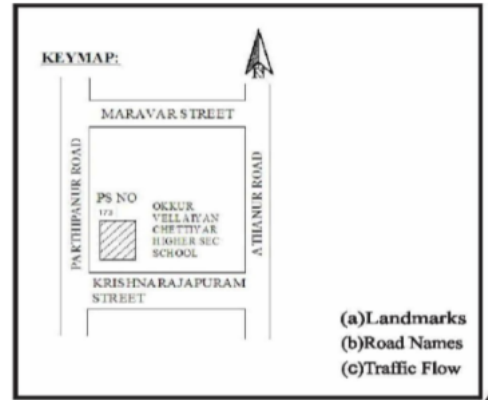 KEYMAP:
N
MARAVAR STREET
PARTHIPANUR ROAD
ATHANUR ROAD
PS NO
173
OKKUR
VELLAIYAN
CHETTIYAR
HIGHER SEC
SCHOOL
KRISHNARAJAPURAM
STREET
(a)Landmarks
(b)Road Names
(c)Traffic Flow